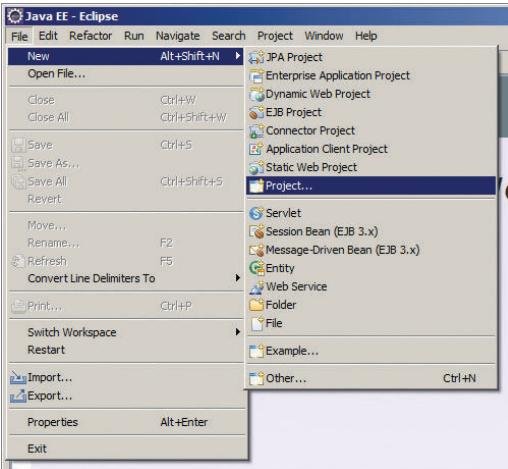 Java EE - Eclipse
File Edit Refactor Run Navigate Search Project Window Help
New Alt+Shift+N
Open File...
Close Ctrl+W
Close All Ctrl+Shift+W
Save Ctrl+S
Save As...
Save All Ctrl+Shift+S
Revert
Move...
Rename... F2
Refresh F5
Convert Line Delimiters To
Print... Ctrl+P
Switch Workspace
Restart
Import...
Export...
Properties Alt+Enter
Exit
JPA Project
Enterprise Application Project
Dynamic Web Project
EJB Project
Connector Project
Application Client Project
Static Web Project
Project...
Servlet
Session Bean (EJB 3.x)
Message-Driven Bean (EJB 3.x)
Entity
Web Service
Folder
File
Example...
Other... Ctrl+N